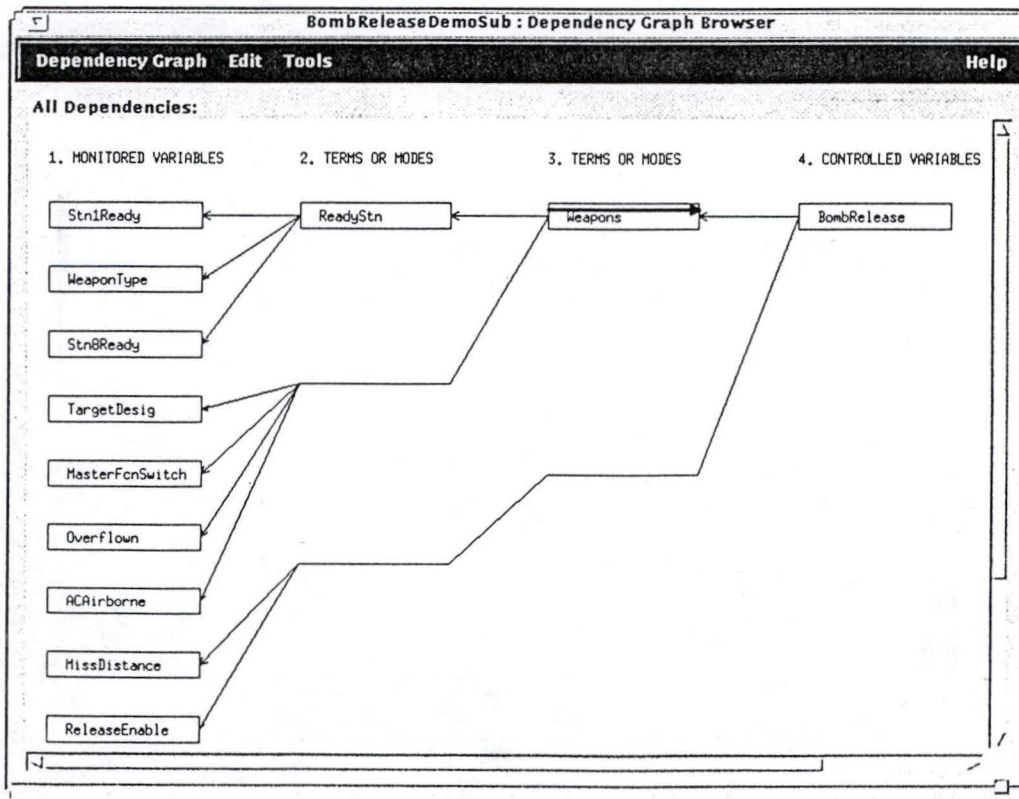 BombReleaseDemoSub : Dependency Graph Browser
Dependency Graph Edit Tools Help
All Dependencies:
1. MONITORED VARIABLES 2. TERMS OR MODES 3. TERMS OR MODES 4. CONTROLLED VARIABLES
Stn1Ready ReadyStn Weapons BombRelease
WeaponType
Stn8Ready
TargetDesig
MasterFcnSwitch
Overflown
ACAirborne
MissDistance
ReleaseEnable